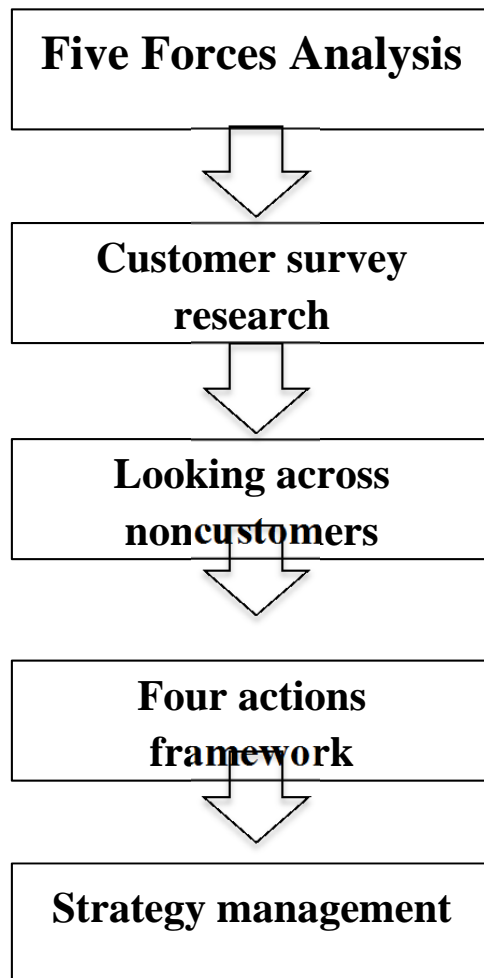 Five Forces Analysis
Customer survey
research
Looking across
noncustomers
Four actions
framework
Strategy management